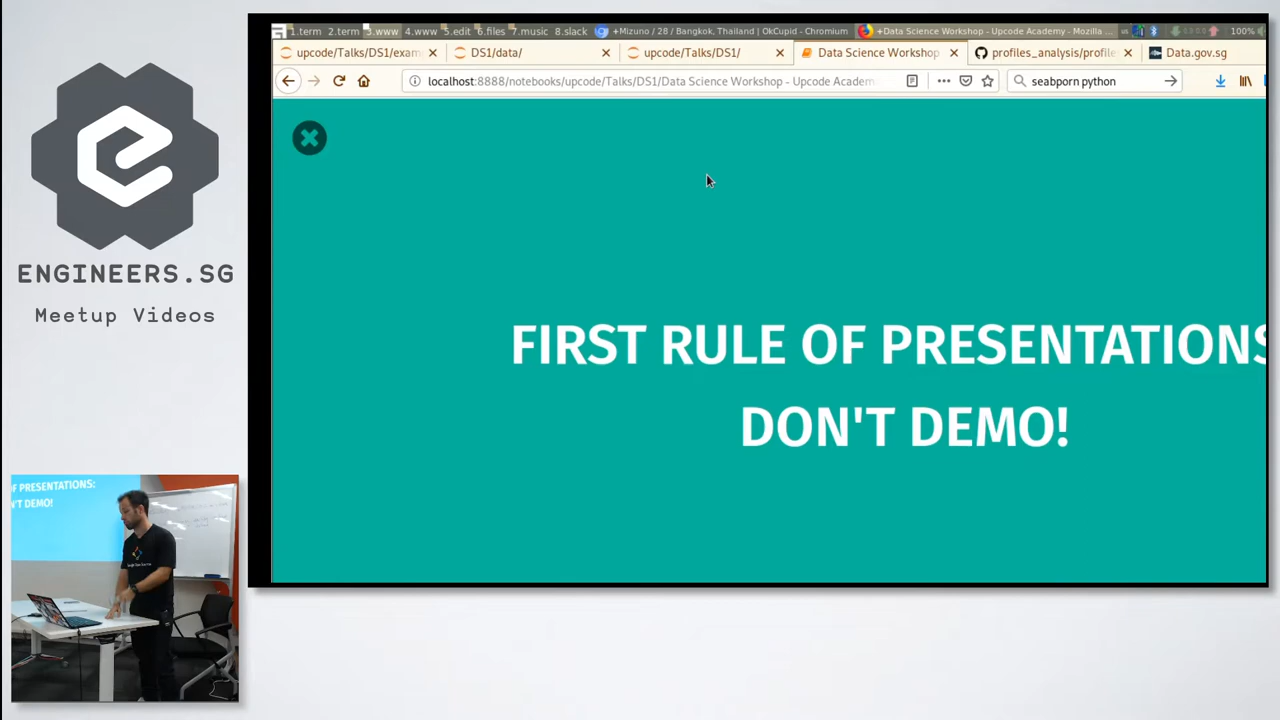 ENGINEERS.SG
Meetup Videos
1.term 2.term 3.www 4.www 5.edit 6.files 7.music 8.slack
+Mizuno / 28 / Bangkok, Thailand | OkCupid - Chromium
+Data Science Workshop - Upcode Academy - Mozilla ...
us
100%
upcode/Talks/DS1/exam
DS1/data/
upcode/Talks/DS1/
Data Science Workshop
profiles_analysis/profile
Data.gov.sg
localhost:8888/notebooks/upcode/Talks/DS1/Data Science Workshop - Upcode Academ
seabporn python
FIRST RULE OF PRESENTATIONS
DON'T DEMO!
F PRESENTATIONS:
N'T DEMO!